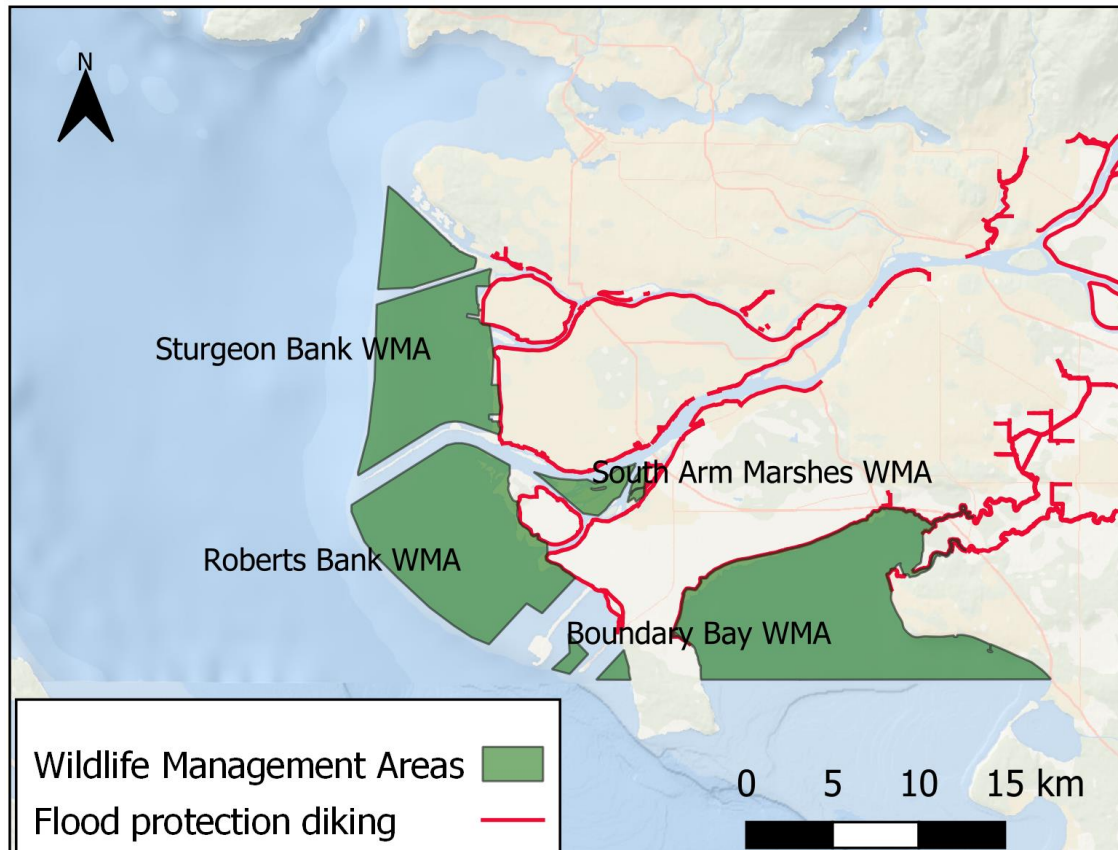 N
Sturgeon Bank WMA
South Arm Marshes WMA
Roberts Bank WMA
Boundary Bay WMA
Wildlife Management Areas
Flood protection diking
0 5 10 15 km